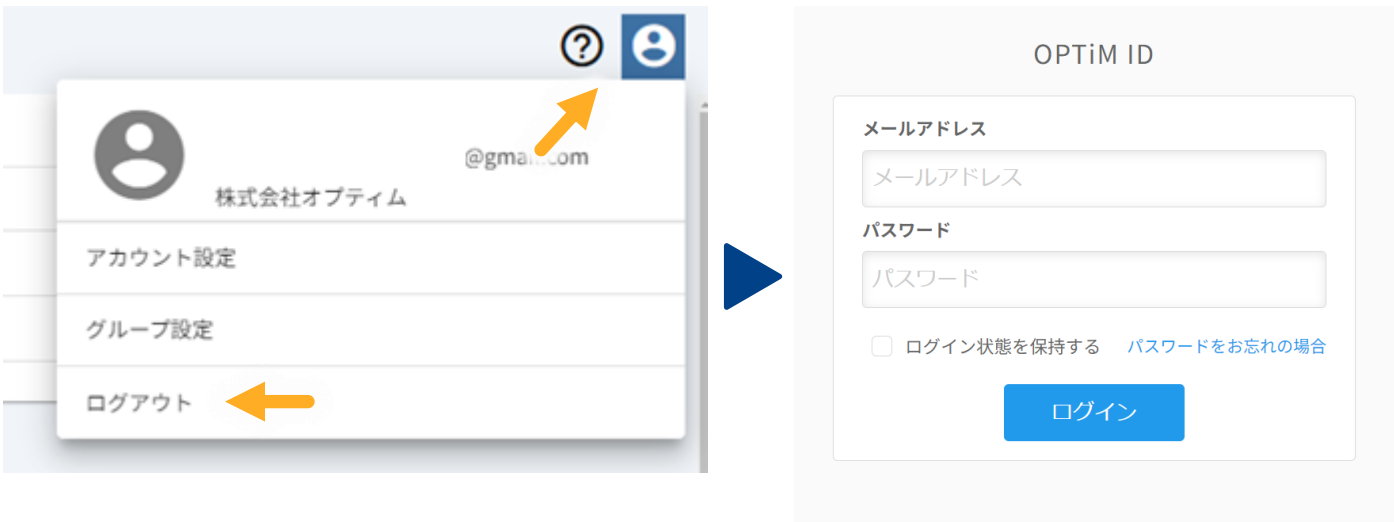 @gmail.com
株式会社オプティム
アカウント設定
グループ設定
ログアウト
OPTiM ID
メールアドレス
メールアドレス
パスワード
パスワード
ログイン状態を保持する パスワードをお忘れの場合
ログイン